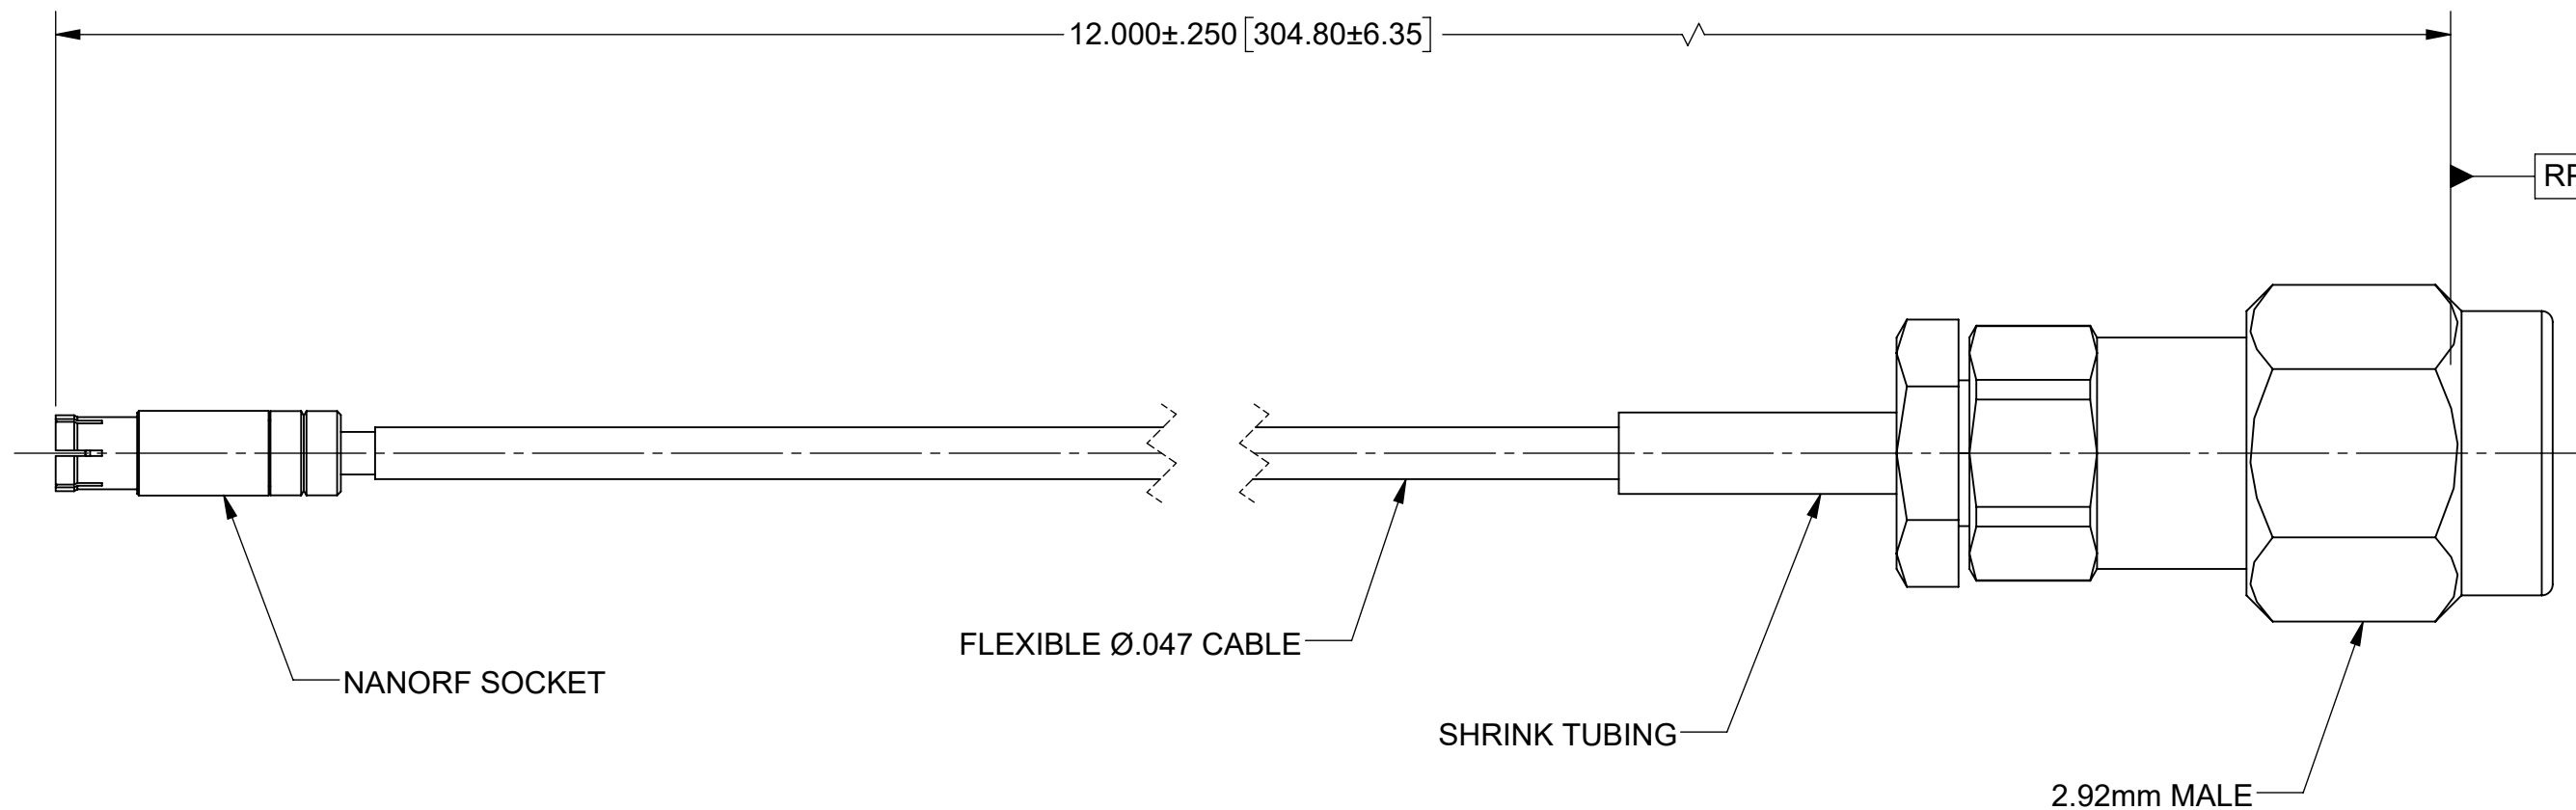 12.000±.250 [304.80±6.35]
FLEXIBLE Ø.047 CABLE
NANORF SOCKET
SHRINK TUBING
2.92mm MALE